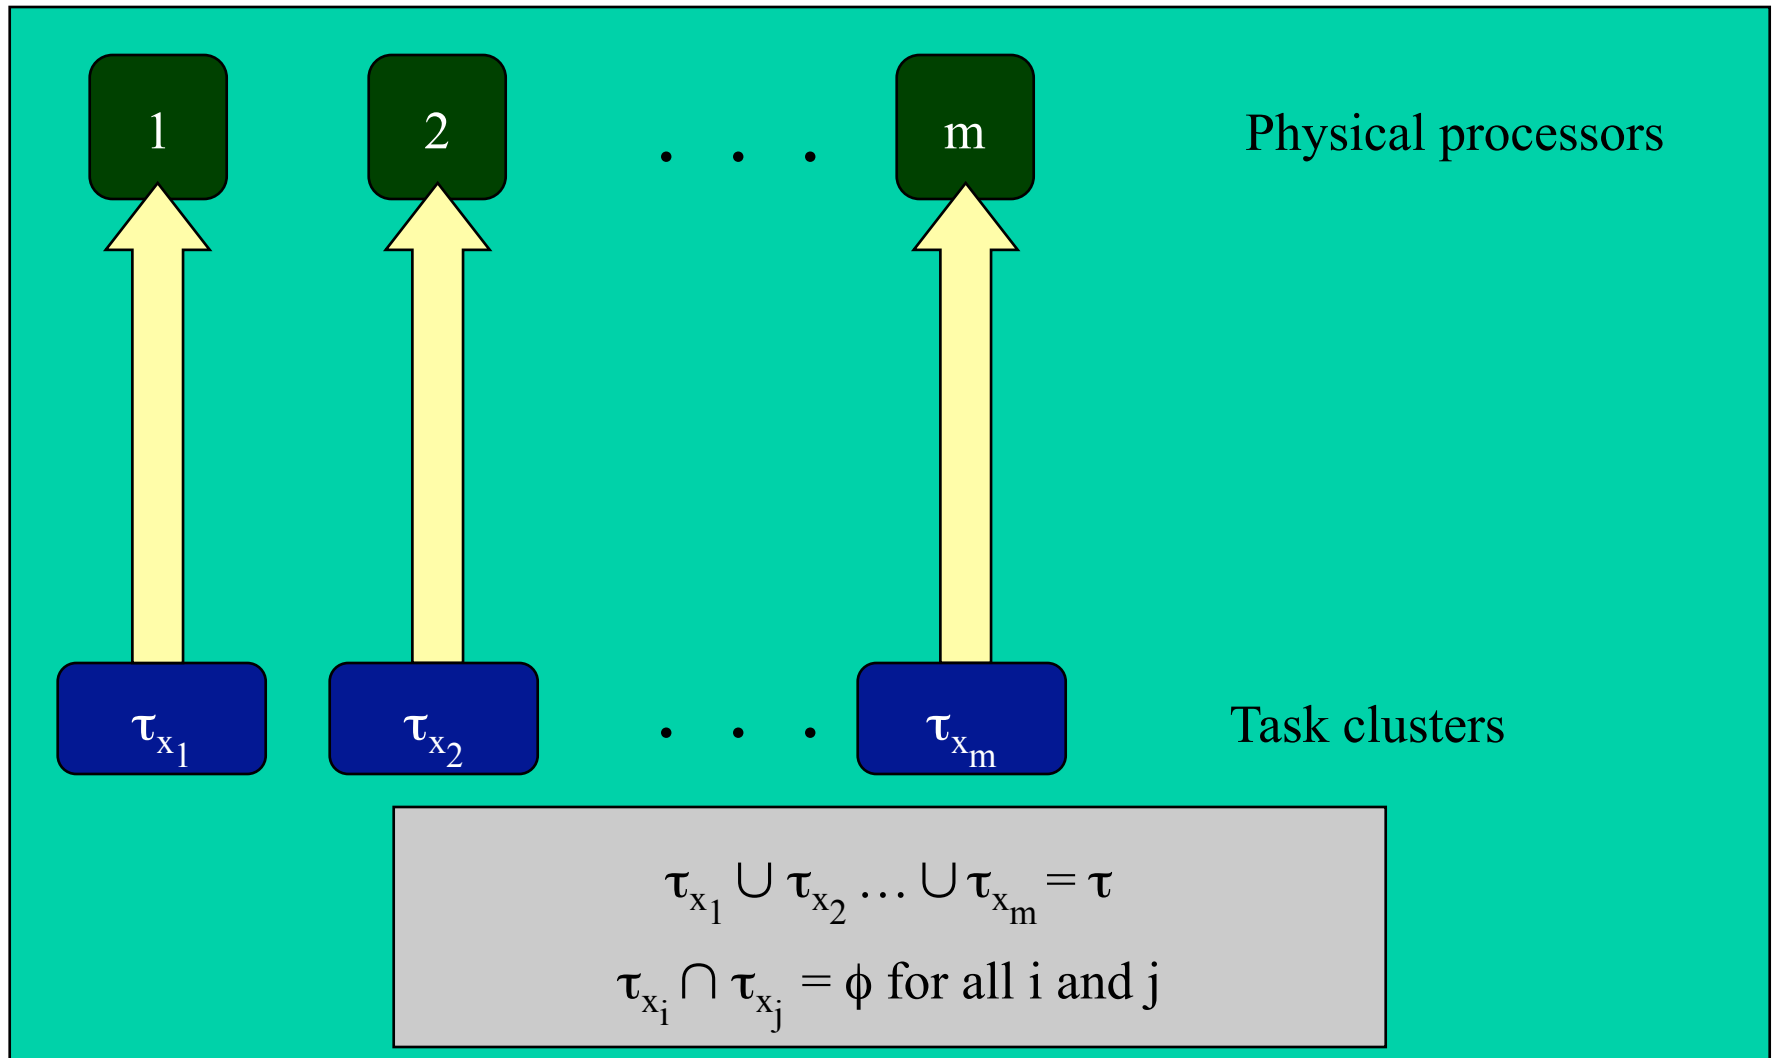 1 2 . . . m Physical processors
τx1 τx2 . . . τxm Task clusters
τx1 ∪ τx2 … ∪ τxm = τ
τxi ∩ τxj = ϕ for all i and j